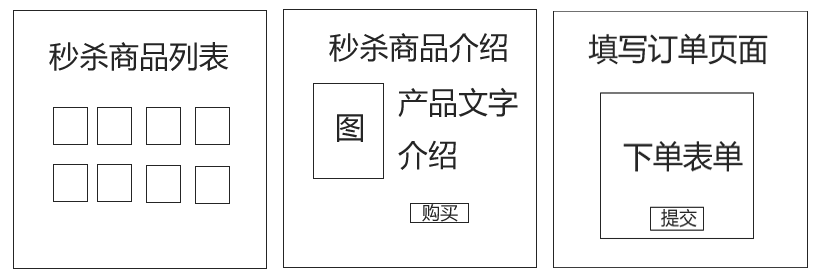 秒杀商品列表
秒杀商品介绍
图
产品文字
介绍
购买
填写订单页面
下单表单
提交